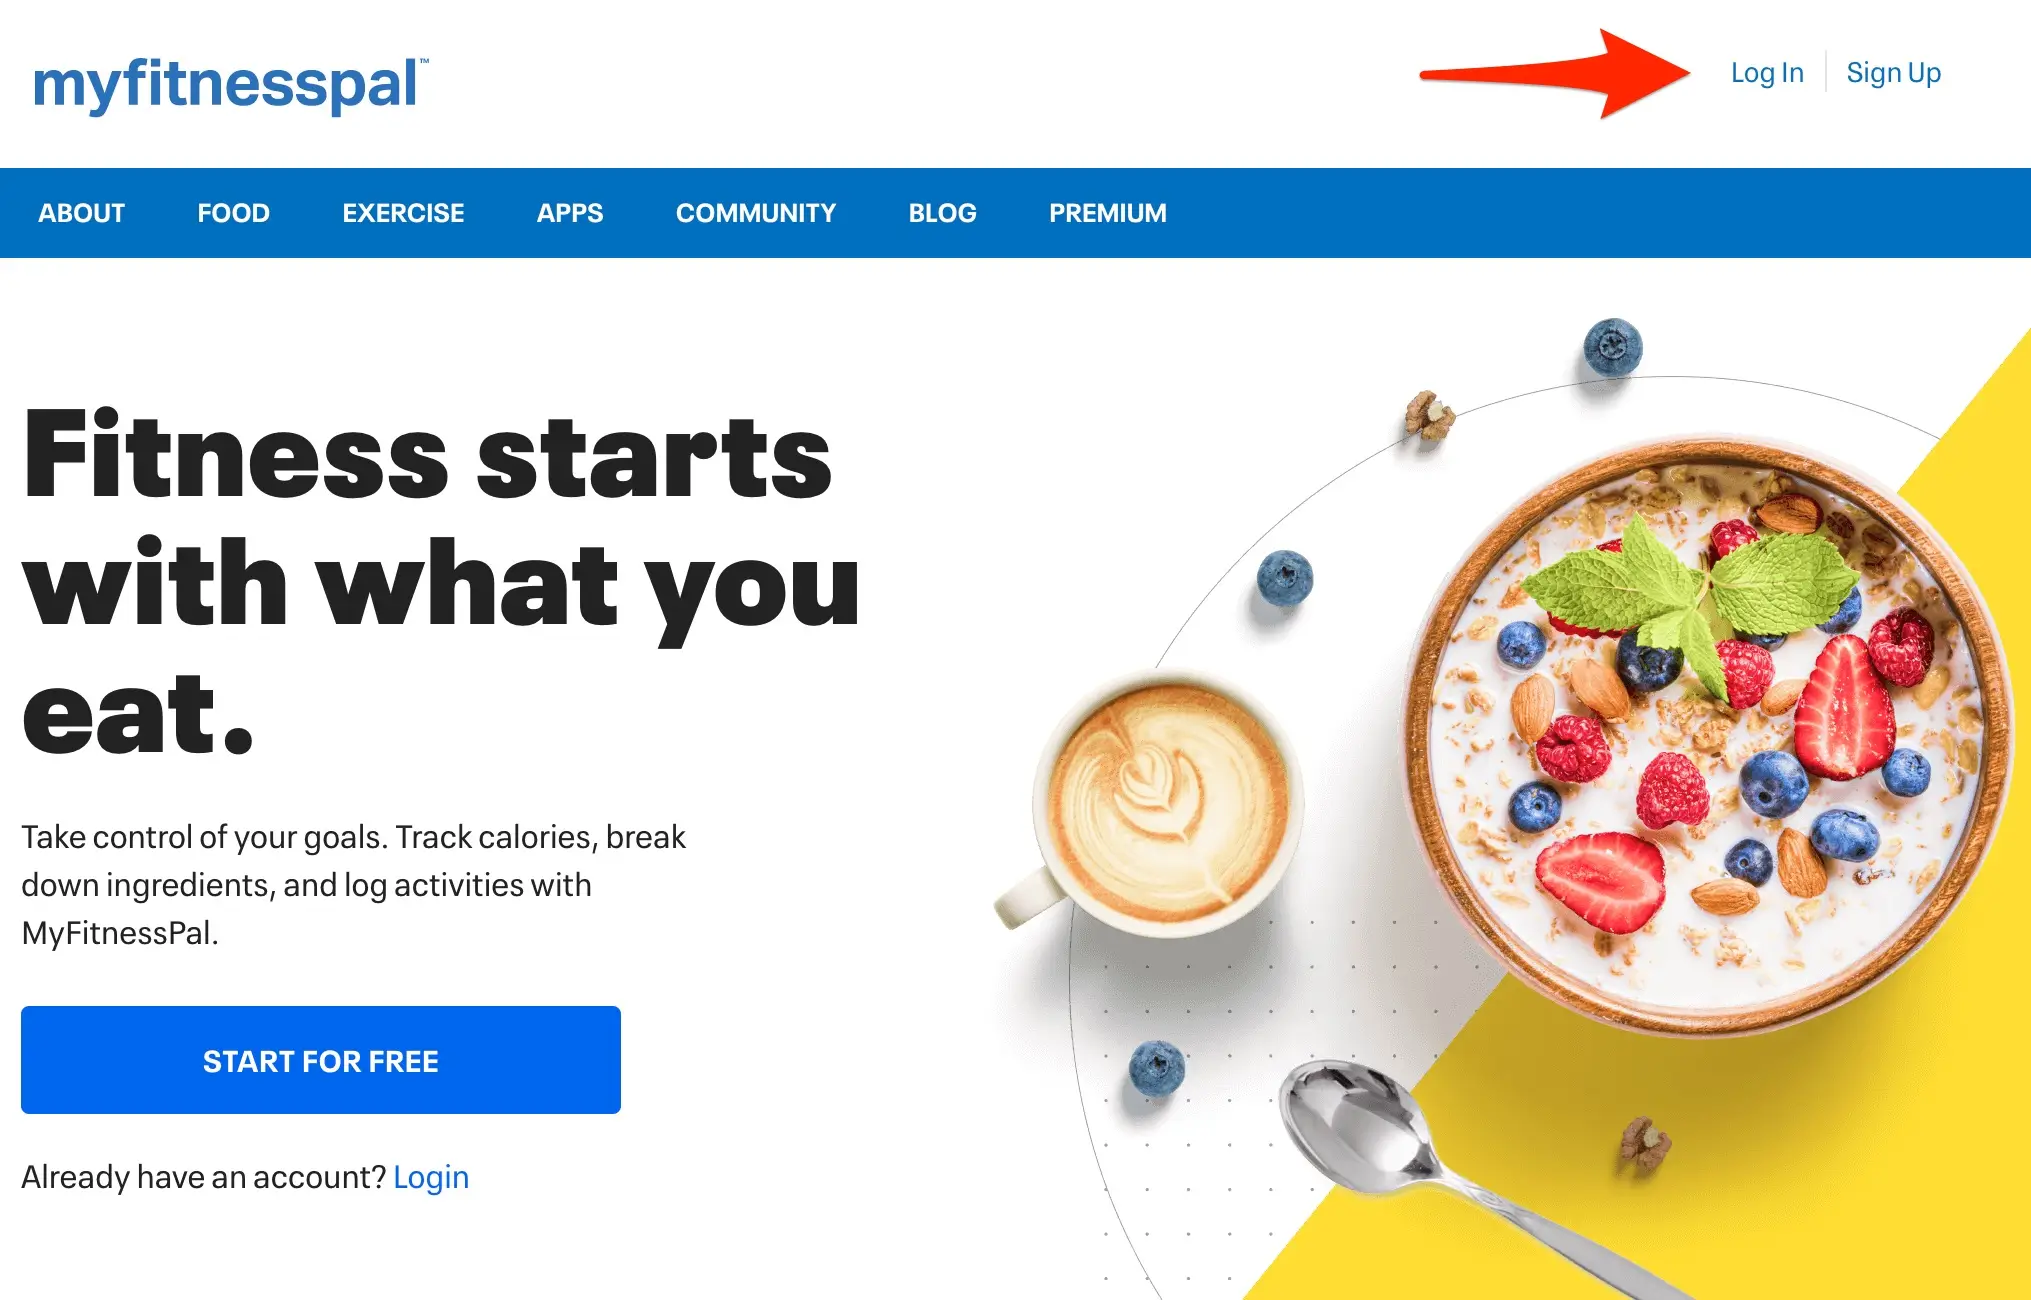 myfitnesspal™
Log In
Sign Up
ABOUT FOOD EXERCISE APPS COMMUNITY BLOG PREMIUM
Fitness starts
with what you
eat.
Take control of your goals. Track calories, break
down ingredients, and log activities with
MyFitnessPal.
START FOR FREE
Already have an account? Login